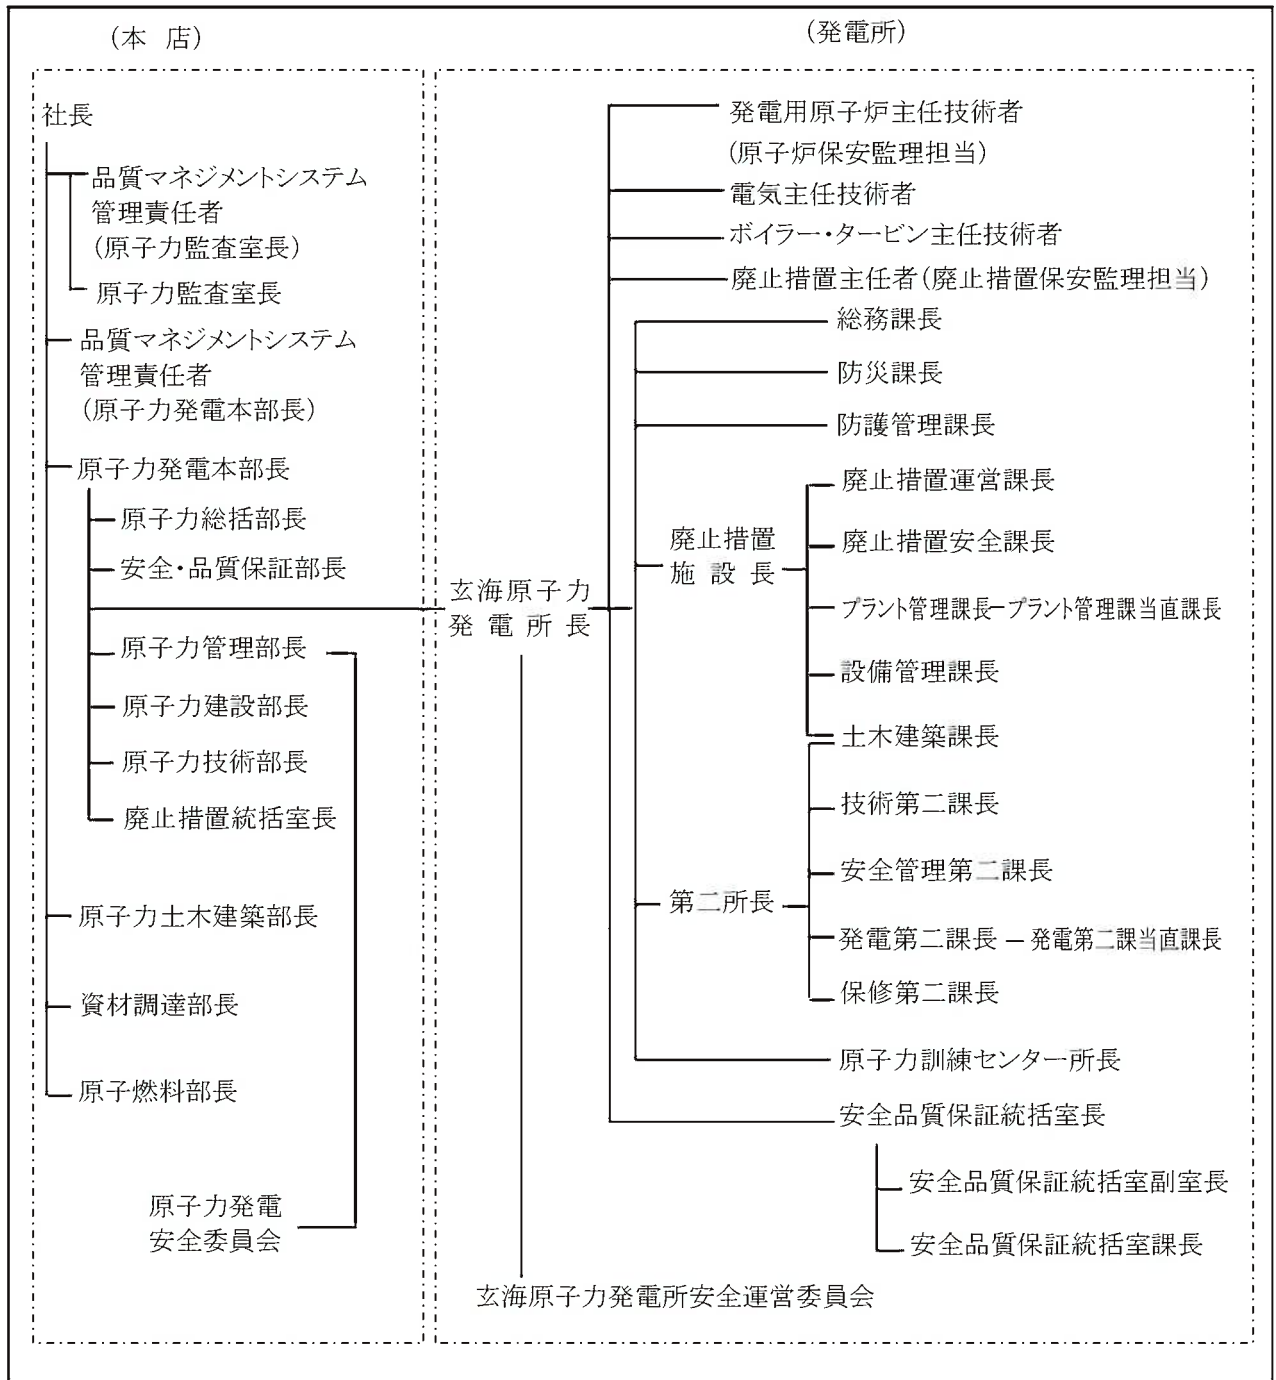 (本 店)
社長
品質マネジメントシステム
管理責任者
(原子力監査室長)
原子力監査室長
品質マネジメントシステム
管理責任者
(原子力発電本部長)
原子力発電本部長
原子力総括部長
安全・品質保証部長
原子力管理部長
原子力建設部長
原子力技術部長
廃止措置統括室長
原子力土木建築部長
資材調達部長
原子燃料部長
原子力発電
安全委員会
(発電所)
玄海原子力
発電所長
発電用原子炉主任技術者
(原子炉保安監理担当)
電気主任技術者
ボイラー・タービン主任技術者
廃止措置主任者(廃止措置保安監理担当)
総務課長
防災課長
防護管理課長
廃止措置
施設長
廃止措置運営課長
廃止措置安全課長
プラント管理課長ープラント管理課当直課長
設備管理課長
土木建築課長
第二所長
技術第二課長
安全管理第二課長
発電第二課長 ー 発電第二課当直課長
保修第二課長
原子力訓練センター所長
安全品質保証統括室長
安全品質保証統括室副室長
安全品質保証統括室課長
玄海原子力発電所安全運営委員会